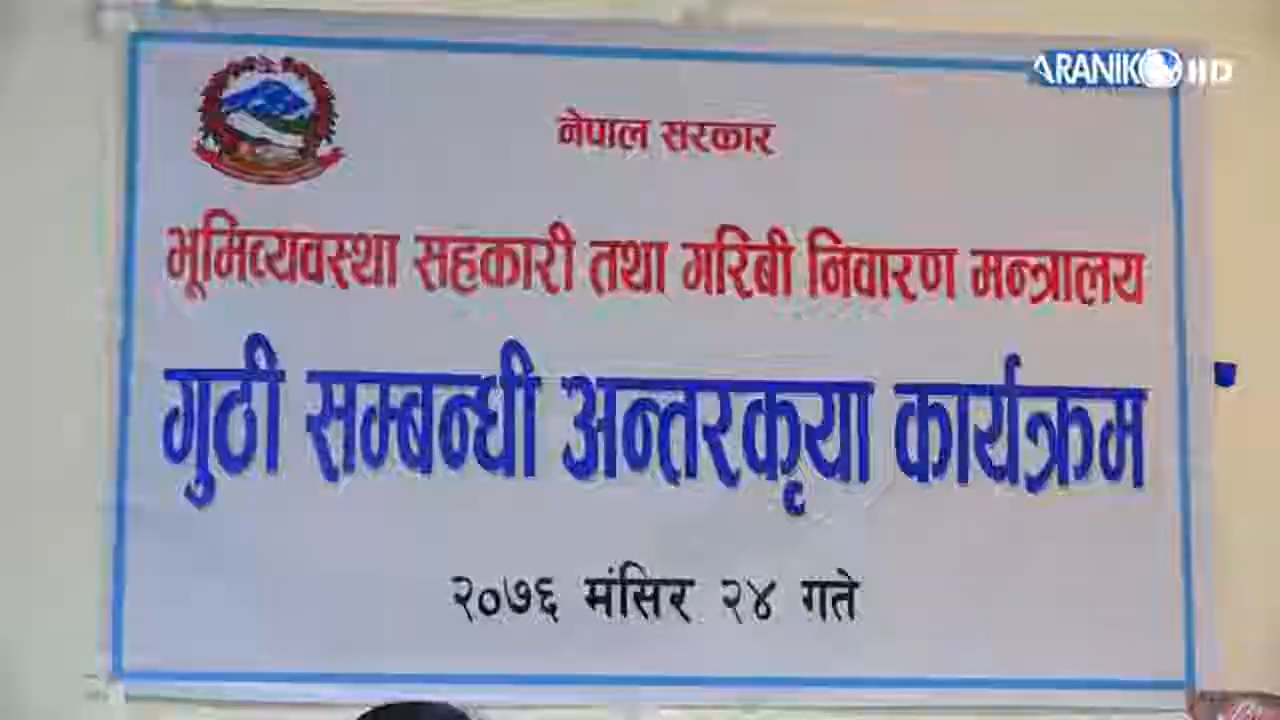 ARANIKO HD
नेपाल सरकार
भूमिव्यवस्था सहकारी तथा गरिबी निवारण मन्त्रालय
गुठी सम्बन्धी अन्तरकृया कार्यक्रम
२०७६ मंसिर २४ गते